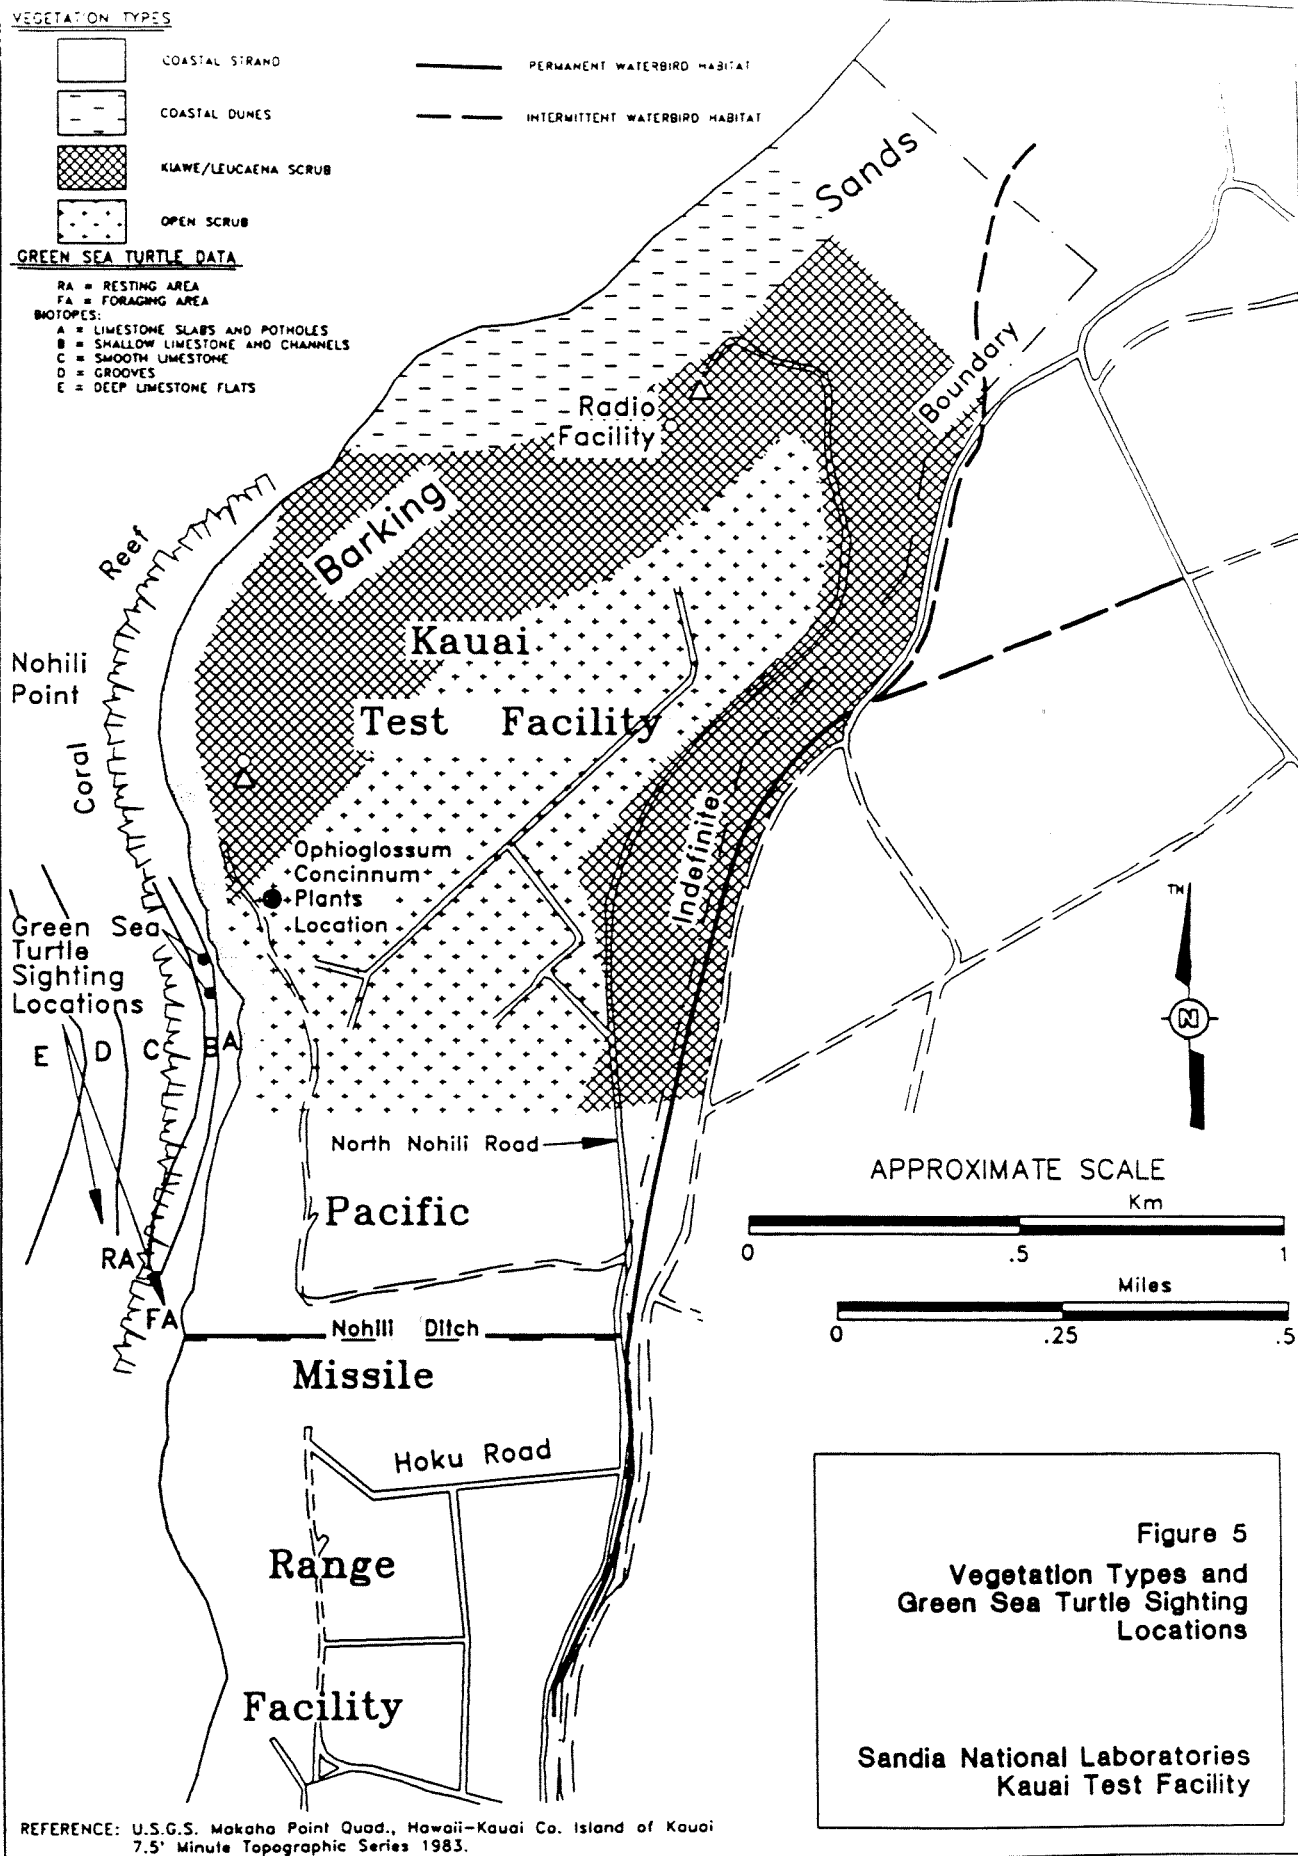 VEGETATION TYPES
COASTAL STRAND
COASTAL DUNES
KIAWE/LEUCAENA SCRUB
OPEN SCRUB
PERMANENT WATERBIRD HABITAT
INTERMITTENT WATERBIRD HABITAT
GREEN SEA TURTLE DATA
RA = RESTING AREA
FA = FORAGING AREA
BIOTOPES:
A = LIMESTONE SLABS AND POTHOLES
B = SHALLOW LIMESTONE AND CHANNELS
C = SMOOTH LIMESTONE
D = GROOVES
E = DEEP LIMESTONE FLATS
Sands
Boundary
Radio
Facility
Barking
Reef
Kauai
Nohili
Point
Test Facility
Coral
Indefinite
Ophioglossum
Concinnum
Plants
Location
Green Sea
Turtle
Sighting
Locations
E D C B A
TN
N
North Nohili Road
APPROXIMATE SCALE
Km
0 .5 1
Miles
0 .25 .5
Pacific
RA
FA
Nohili Ditch
Missile
Hoku Road
Range
Facility
Figure 5
Vegetation Types and
Green Sea Turtle Sighting
Locations
Sandia National Laboratories
Kauai Test Facility
REFERENCE: U.S.G.S. Makaha Point Quad., Hawaii-Kauai Co. Island of Kauai
7.5' Minute Topographic Series 1983.